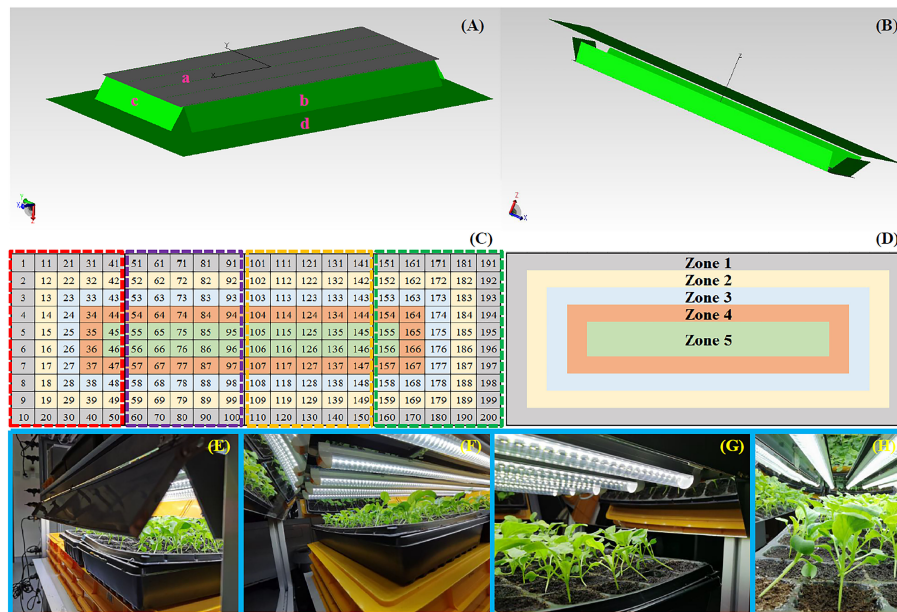 (A)
(B)
a
c
b
d
Y
X
Z
X
Y
Z
X
Z
(C)
(D)
1 11 21 31 41 51 61 71 81 91 101 111 121 131 141 151 161 171 181 191
2 12 22 32 42 52 62 72 82 92 102 112 122 132 142 152 162 172 182 192
3 13 23 33 43 53 63 73 83 93 103 113 123 133 143 153 163 173 183 193
4 14 24 34 44 54 64 74 84 94 104 114 124 134 144 154 164 174 184 194
5 15 25 35 45 55 65 75 85 95 105 115 125 135 145 155 165 175 185 195
6 16 26 36 46 56 66 76 86 96 106 116 126 136 146 156 166 176 186 196
7 17 27 37 47 57 67 77 87 97 107 117 127 137 147 157 167 177 187 197
8 18 28 38 48 58 68 78 88 98 108 118 128 138 148 158 168 178 188 198
9 19 29 39 49 59 69 79 89 99 109 119 129 139 149 159 169 179 189 199
10 20 30 40 50 60 70 80 90 100 110 120 130 140 150 160 170 180 190 200
Zone 1
Zone 2
Zone 3
Zone 4
Zone 5
(E)
(F)
(G)
(H)